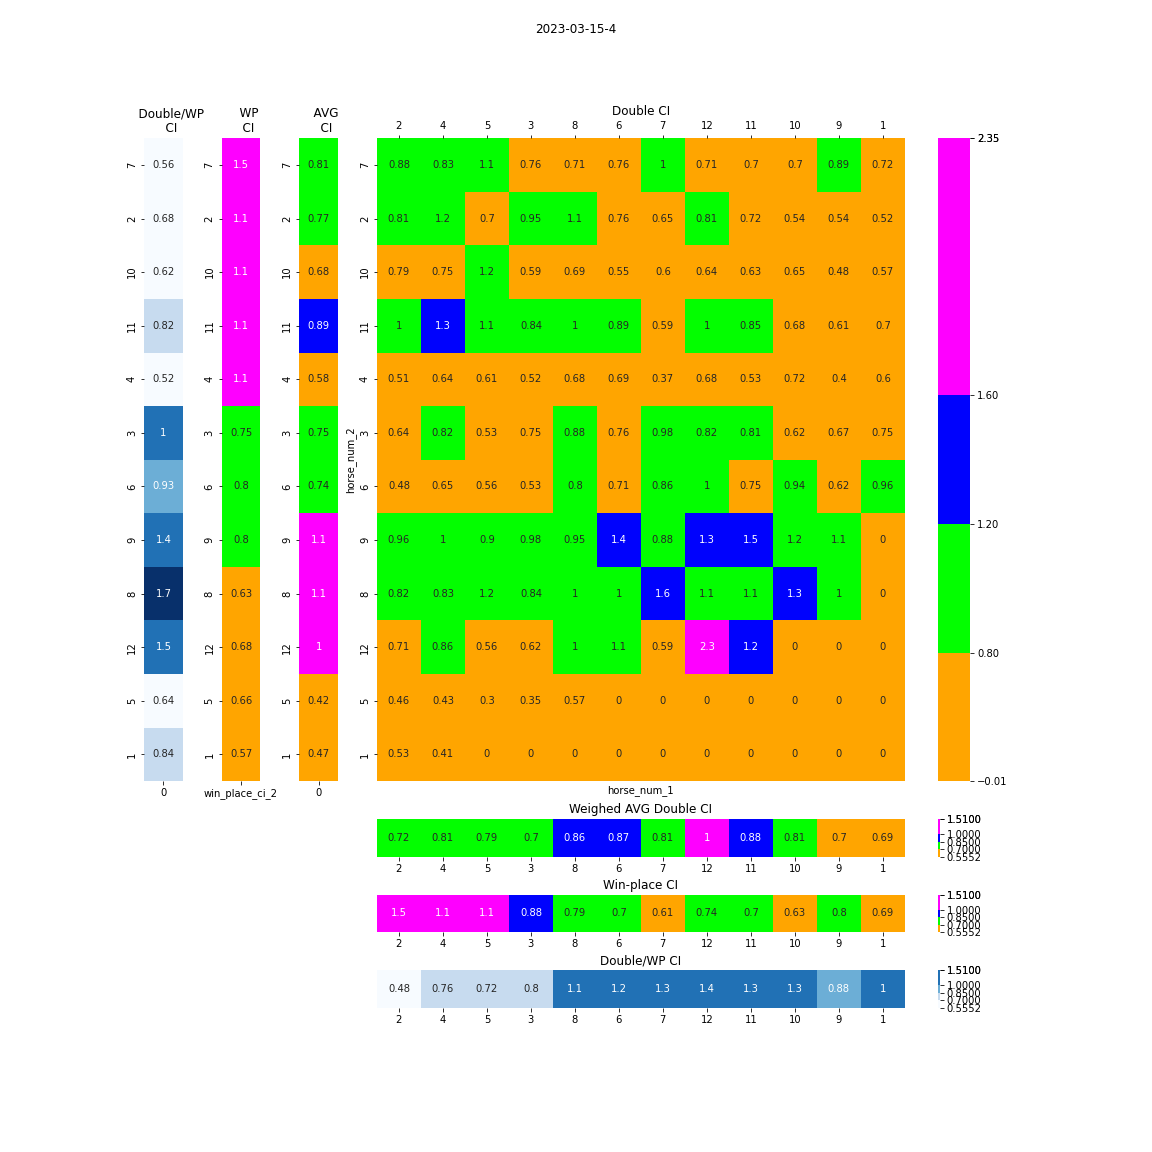 2023-03-15-4
Double/WP CI
WP CI
AVG CI
Double CI
2 4 5 3 8 6 7 12 11 10 9 1
7 0.56 7 1.5 7 0.81 7 0.88 0.83 1.1 0.76 0.71 0.76 1 0.71 0.7 0.7 0.89 0.72
2 0.68 2 1.1 2 0.77 2 0.81 1.2 0.7 0.95 1.1 0.76 0.65 0.81 0.72 0.54 0.54 0.52
10 0.62 10 1.1 10 0.68 10 0.79 0.75 1.2 0.59 0.69 0.55 0.6 0.64 0.63 0.65 0.48 0.57
11 0.82 11 1.1 11 0.89 11 1 1.3 1.1 0.84 1 0.89 0.59 1 0.85 0.68 0.61 0.7
4 0.52 4 1.1 4 0.58 4 0.51 0.64 0.61 0.52 0.68 0.69 0.37 0.68 0.53 0.72 0.4 0.6
3 1 3 0.75 3 0.75 3 0.64 0.82 0.53 0.75 0.88 0.76 0.98 0.82 0.81 0.62 0.67 0.75
6 0.93 6 0.8 6 0.74 6 0.48 0.65 0.56 0.53 0.8 0.71 0.86 1 0.75 0.94 0.62 0.96
9 1.4 9 0.8 9 1.1 9 0.96 1 0.9 0.98 0.95 1.4 0.88 1.3 1.5 1.2 1.1 0
8 1.7 8 0.63 8 1.1 8 0.82 0.83 1.2 0.84 1 1 1.6 1.1 1.1 1.3 1 0
12 1.5 12 0.68 12 1 12 0.71 0.86 0.56 0.62 1 1.1 0.59 2.3 1.2 0 0 0
5 0.64 5 0.66 5 0.42 5 0.46 0.43 0.3 0.35 0.57 0 0 0 0 0 0 0
1 0.84 1 0.57 1 0.47 1 0.53 0.41 0 0 0 0 0 0 0 0 0 0
horse_num_2
0 win_place_ci_2 0 horse_num_1
2.35
1.60
1.20
0.80
−0.01
Weighed AVG Double CI
0.72 0.81 0.79 0.7 0.86 0.87 0.81 1 0.88 0.81 0.7 0.69
2 4 5 3 8 6 7 12 11 10 9 1
1.5100
1.0000
0.8500
0.7000
0.5552
Win-place CI
1.5 1.1 1.1 0.88 0.79 0.7 0.61 0.74 0.7 0.63 0.8 0.69
2 4 5 3 8 6 7 12 11 10 9 1
1.5100
1.0000
0.8500
0.7000
0.5552
Double/WP CI
0.48 0.76 0.72 0.8 1.1 1.2 1.3 1.4 1.3 1.3 0.88 1
2 4 5 3 8 6 7 12 11 10 9 1
1.5100
1.0000
0.8500
0.7000
0.5552